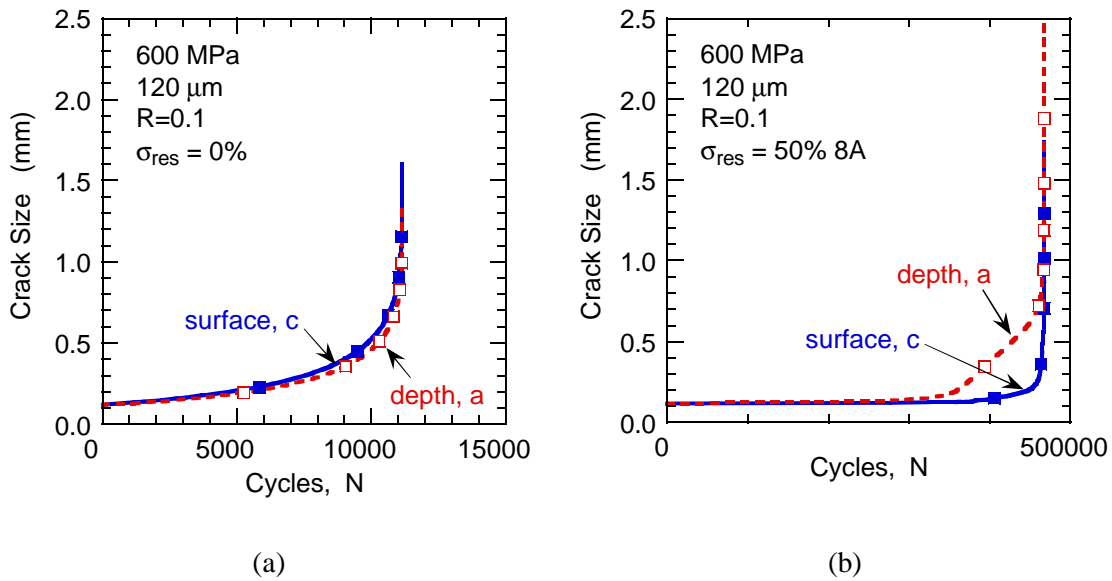 2.5
2.0
1.5
1.0
0.5
0.0
Crack Size (mm)
600 MPa
120 μm
R=0.1
σres = 0%
surface, c
depth, a
0
5000
10000
15000
Cycles, N
(a)
2.5
2.0
1.5
1.0
0.5
0.0
Crack Size (mm)
600 MPa
120 μm
R=0.1
σres = 50% 8A
depth, a
surface, c
0
500000
Cycles, N
(b)